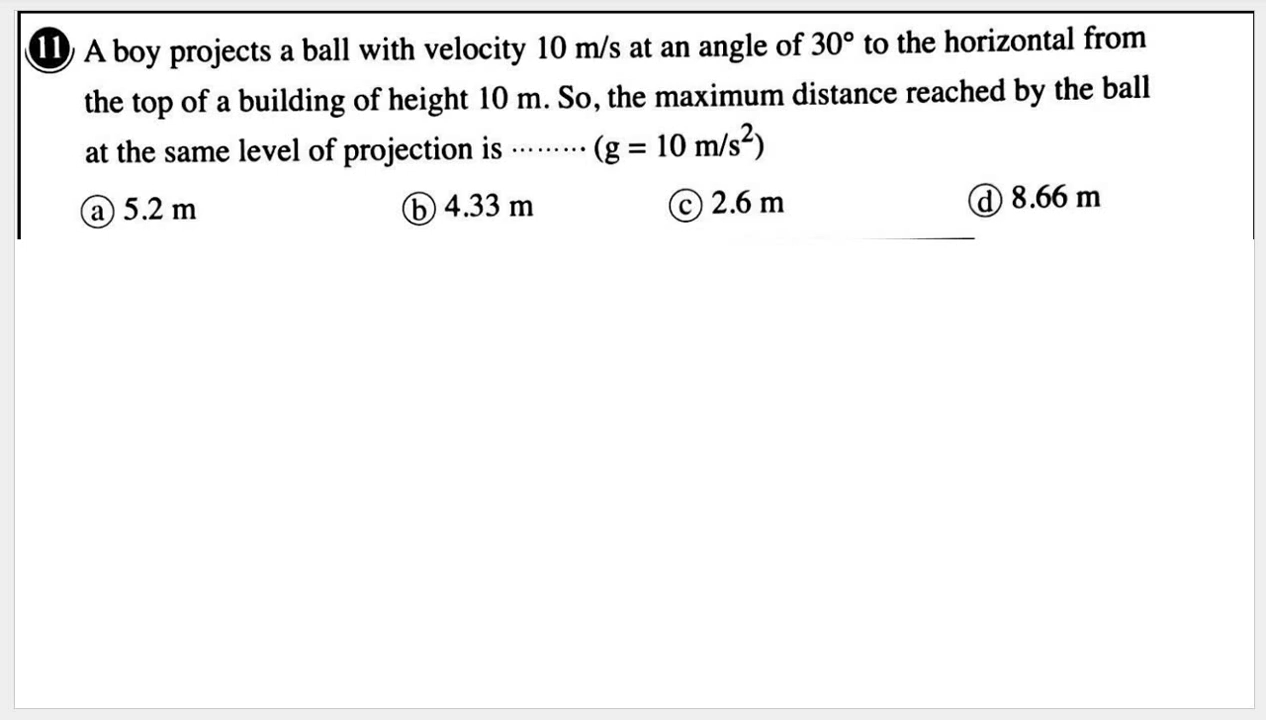 11 A boy projects a ball with velocity 10 m/s at an angle of 30° to the horizontal from
the top of a building of height 10 m. So, the maximum distance reached by the ball
at the same level of projection is ········· (g = 10 m/s²)
ⓐ 5.2 m ⓑ 4.33 m ⓒ 2.6 m ⓓ 8.66 m